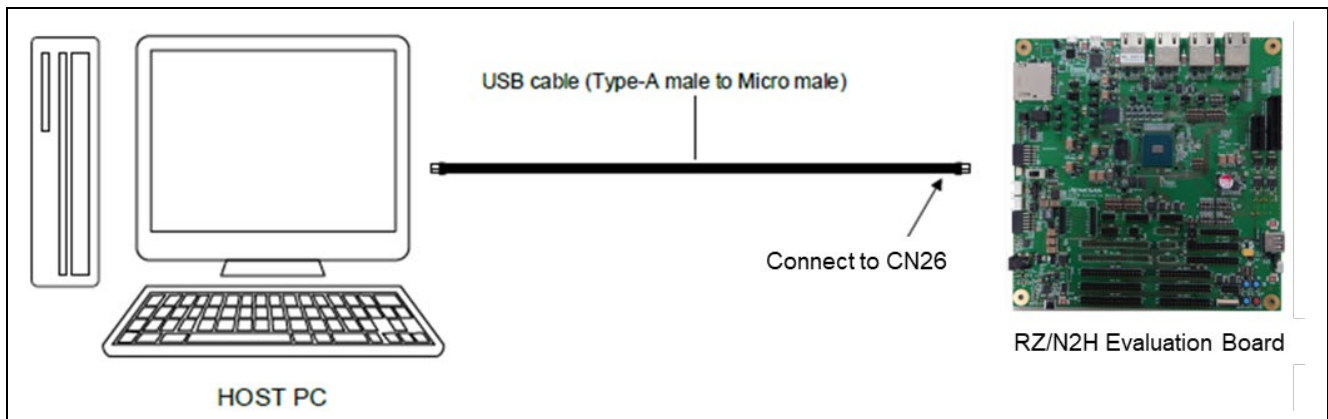 USB cable (Type-A male to Micro male)
Connect to CN26
RZ/N2H Evaluation Board
HOST PC